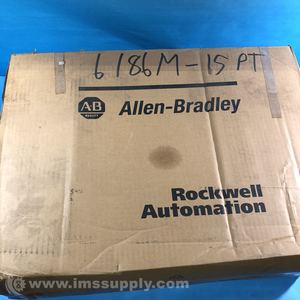 6186M-15PT
AB
Allen-Bradley
Rockwell
Automation
© www.imssupply.com